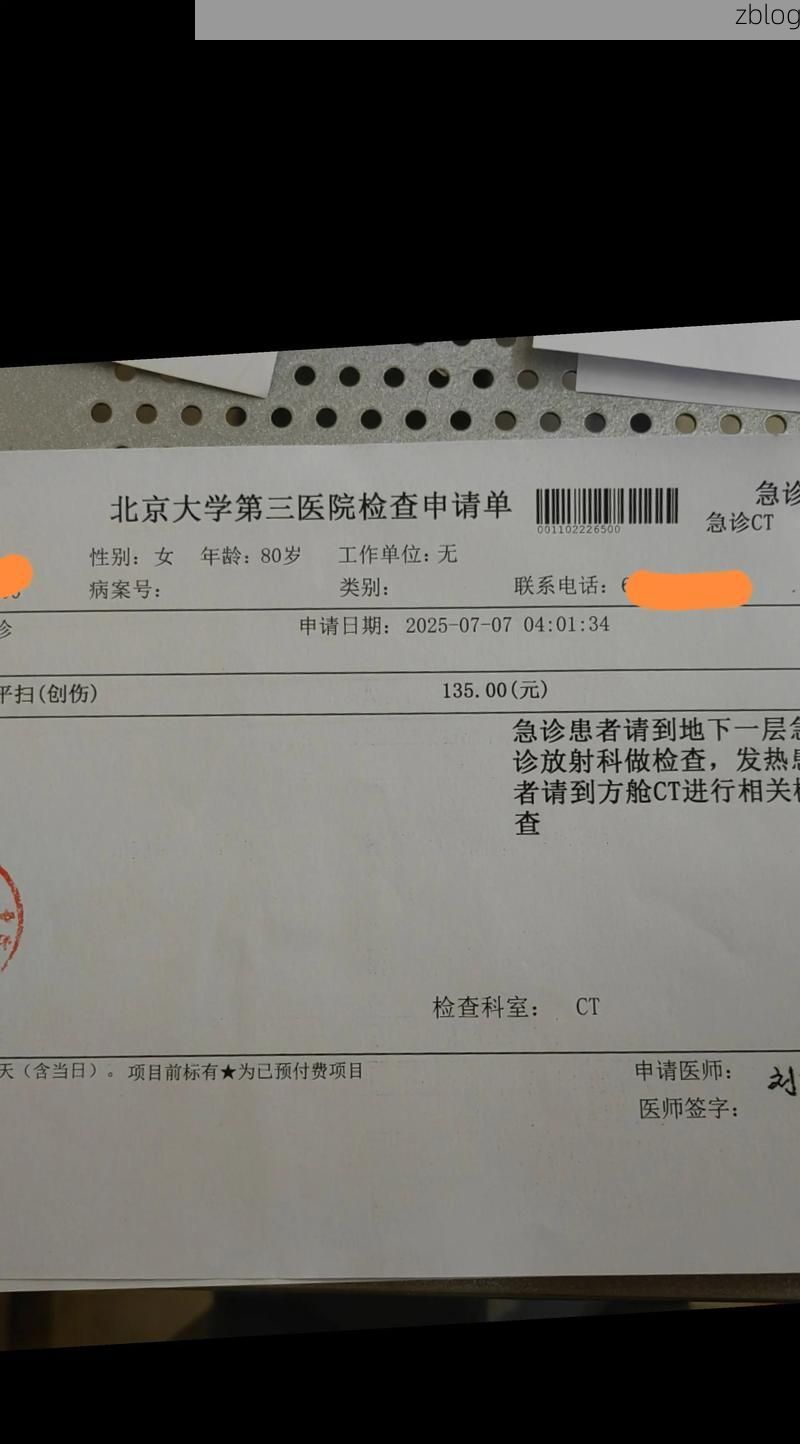 zblog
北京大学第三医院检查申请单
001102226500
急诊
急诊CT
性别：女 年龄：80岁 工作单位：无
病案号： 类别： 联系电话：6
诊 申请日期：2025-07-07 04:01:34
平扫(创伤) 135.00(元)
急诊患者请到地下一层急
诊放射科做检查，发热患
者请到方舱CT进行相关检
查
检查科室： CT
天（含当日）。项目前标有★为已预付费项目
申请医师： 刘
医师签字：